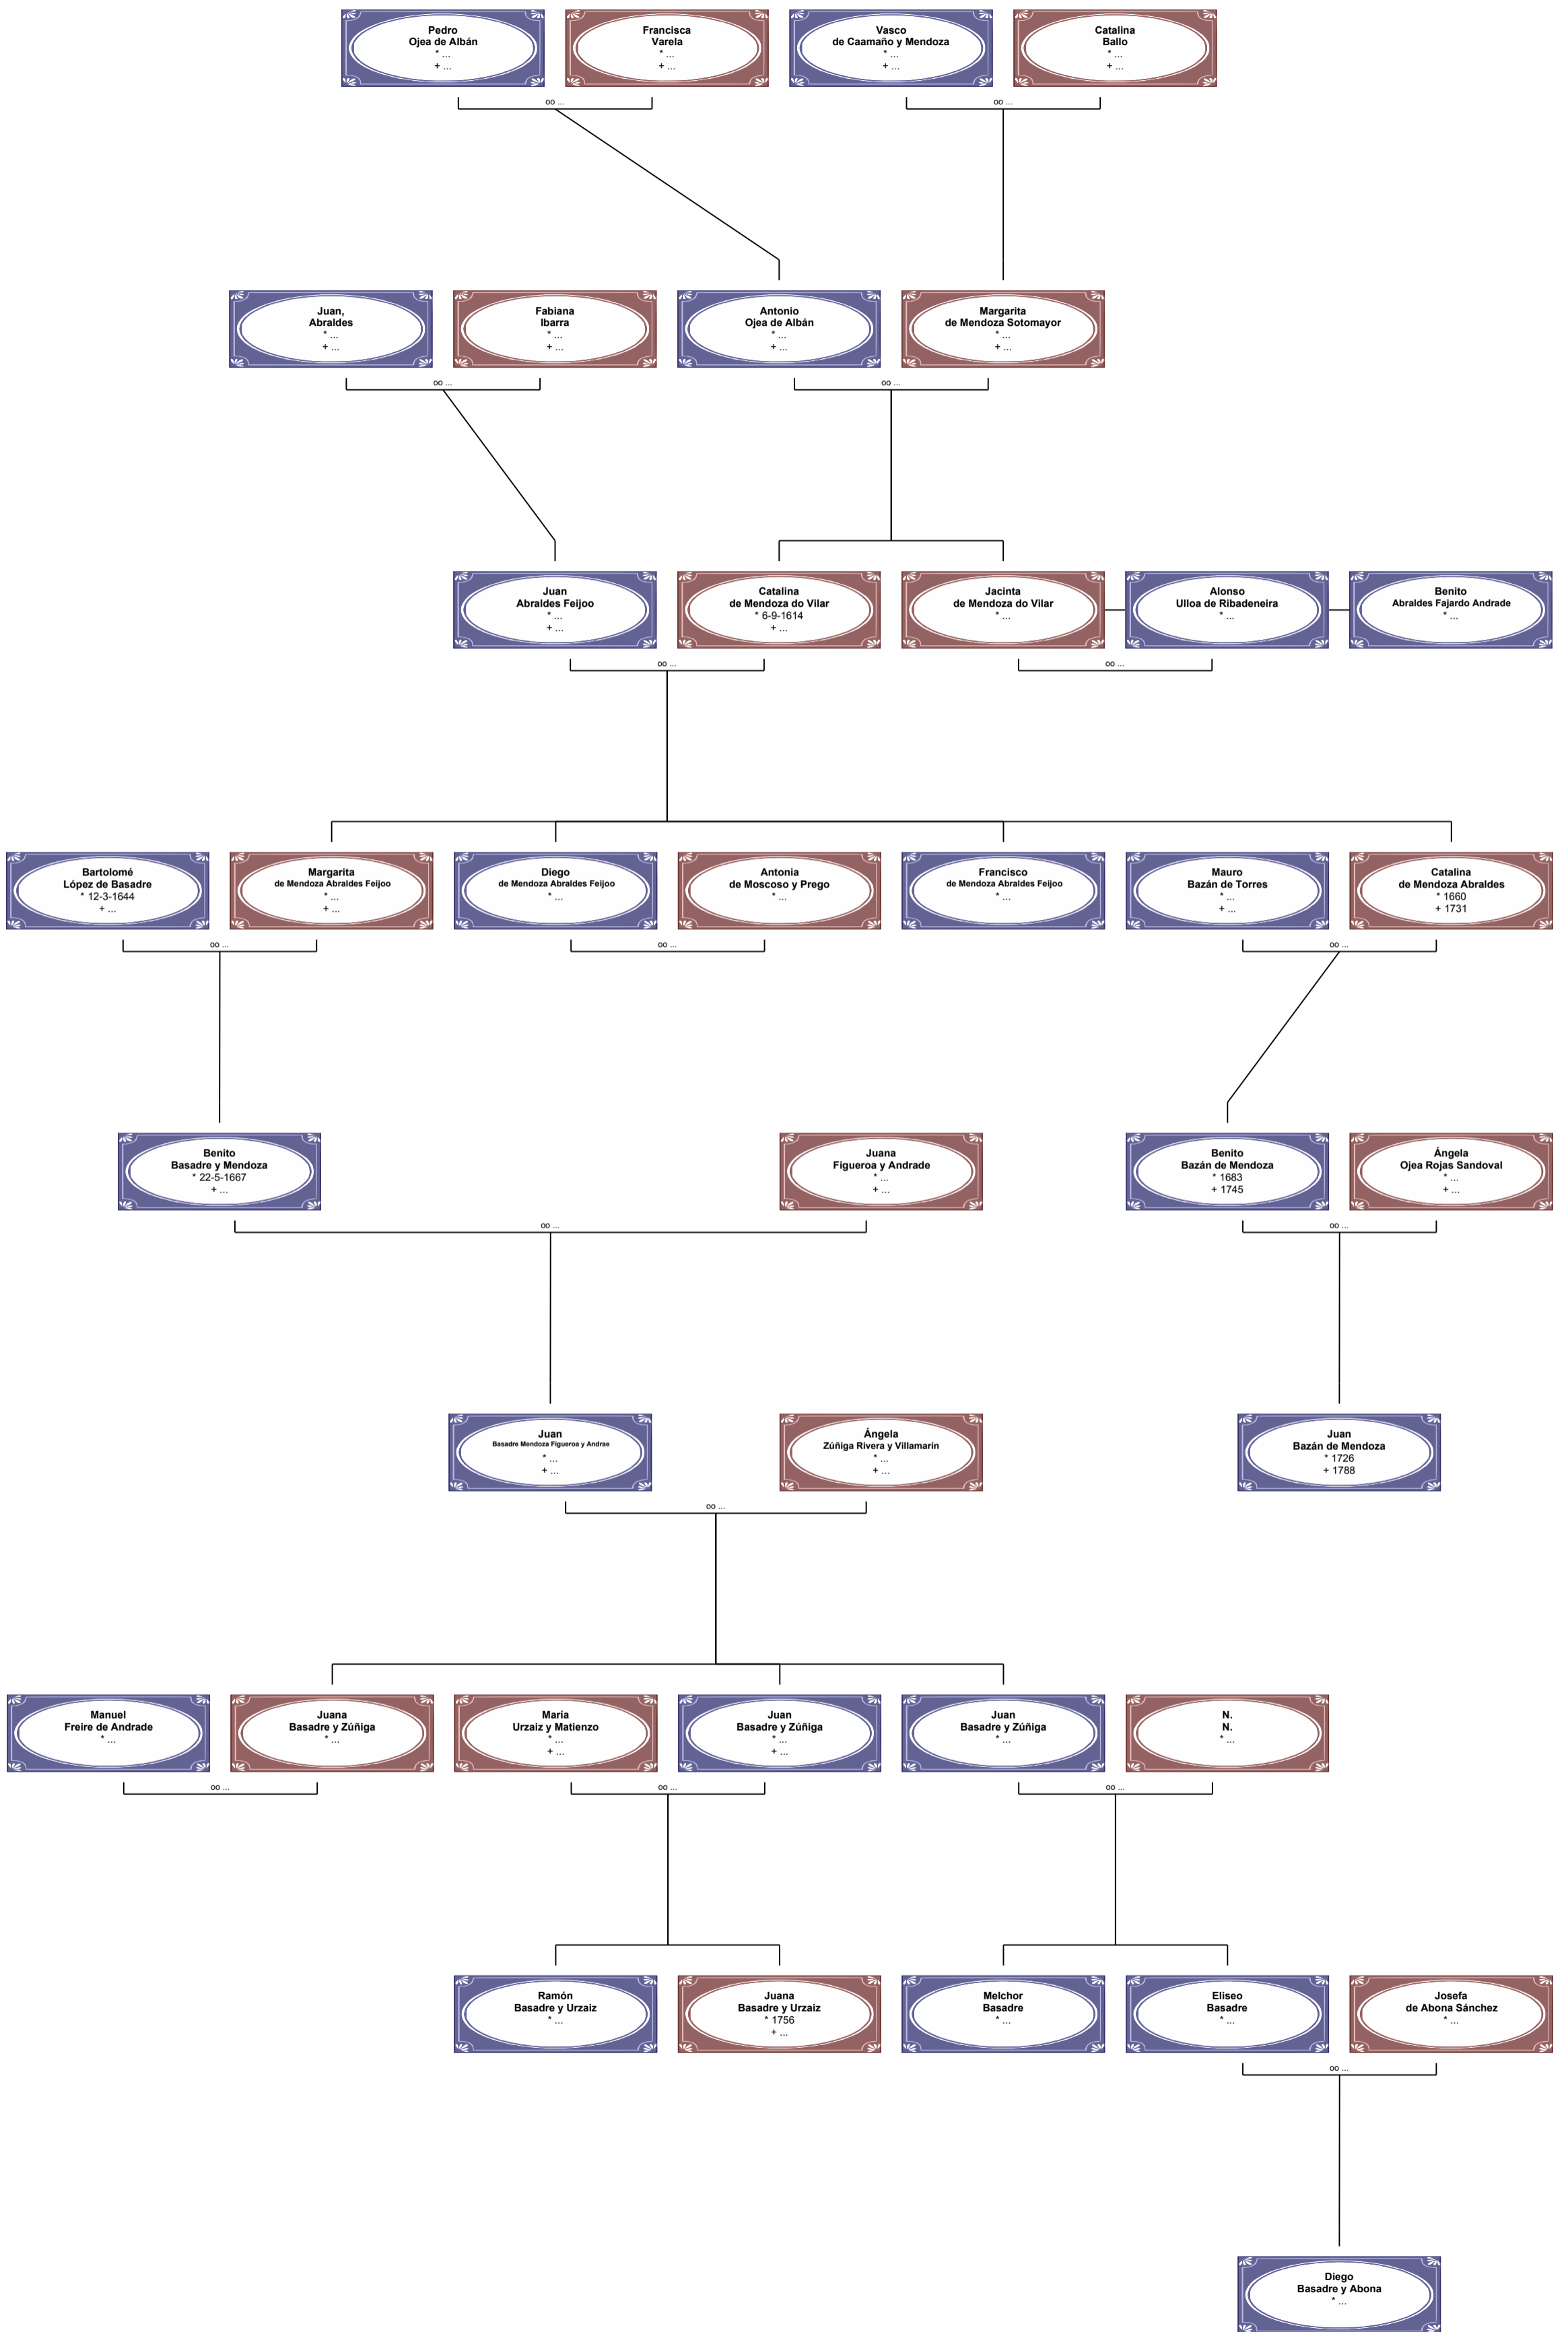 Pedro
Ojea de Albán
* ...
+ ...
Francisca
Varela
* ...
+ ...
Vasco
de Caamaño y Mendoza
* ...
+ ...
Catalina
Ballo
* ...
+ ...
oo ...
oo ...
Juan,
Abraldes
* ...
+ ...
Fabiana
Ibarra
* ...
+ ...
Antonio
Ojea de Albán
* ...
+ ...
Margarita
de Mendoza Sotomayor
* ...
+ ...
oo ...
oo ...
Juan
Abraldes Feijoo
* ...
+ ...
Catalina
de Mendoza do Vilar
* 6-9-1614
+ ...
Jacinta
de Mendoza do Vilar
* ...
Alonso
Ulloa de Ribadeneira
* ...
Benito
Abraldes Fajardo Andrade
* ...
oo ...
oo ...
Bartolomé
López de Basadre
* 12-3-1644
+ ...
Margarita
de Mendoza Abraldes Feijoo
* ...
+ ...
Diego
de Mendoza Abraldes Feijoo
* ...
Antonia
de Moscoso y Prego
* ...
Francisco
de Mendoza Abraldes Feijoo
* ...
Mauro
Bazán de Torres
* ...
+ ...
Catalina
de Mendoza Abraldes
* 1660
+ 1731
oo ...
oo ...
oo ...
Benito
Basadre y Mendoza
* 22-5-1667
+ ...
Juana
Figueroa y Andrade
* ...
+ ...
Benito
Bazán de Mendoza
* 1683
+ 1745
Ángela
Ojea Rojas Sandoval
* ...
+ ...
oo ...
oo ...
Juan
Basadre Mendoza Figueroa y Andrae
* ...
+ ...
Ángela
Zúñiga Rivera y Villamarín
* ...
+ ...
Juan
Bazán de Mendoza
* 1726
+ 1788
oo ...
Manuel
Freire de Andrade
* ...
Juana
Basadre y Zúñiga
* ...
María
Urzaiz y Matienzo
* ...
+ ...
Juan
Basadre y Zúñiga
* ...
+ ...
Juan
Basadre y Zúñiga
* ...
N.
N.
* ...
oo ...
oo ...
oo ...
Ramón
Basadre y Urzaiz
* ...
Juana
Basadre y Urzaiz
* 1756
+ ...
Melchor
Basadre
* ...
Eliseo
Basadre
* ...
Josefa
de Abona Sánchez
* ...
oo ...
Diego
Basadre y Abona
* ...